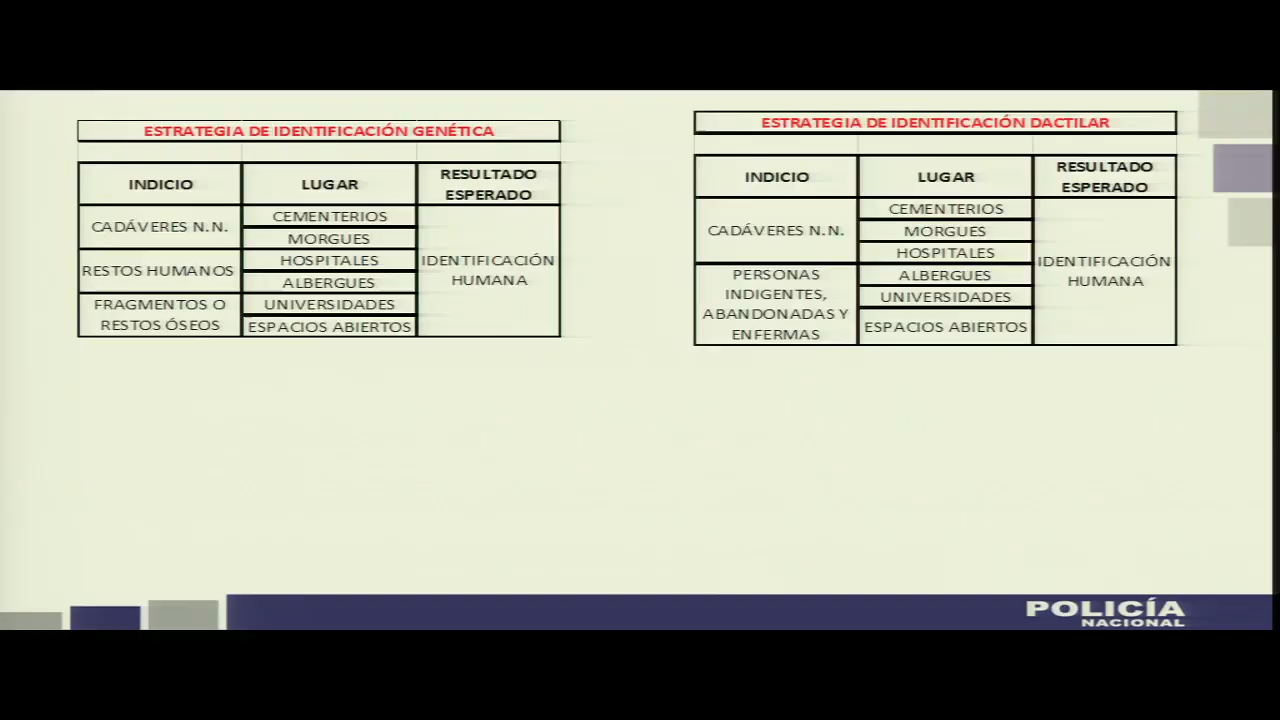 ESTRATEGIA DE IDENTIFICACIÓN GENÉTICA
INDICIO
LUGAR
RESULTADO
ESPERADO
CADÁVERES N.N.
CEMENTERIOS
MORGUES
RESTOS HUMANOS
HOSPITALES
ALBERGUES
FRAGMENTOS O
RESTOS ÓSEOS
UNIVERSIDADES
ESPACIOS ABIERTOS
IDENTIFICACIÓN
HUMANA
ESTRATEGIA DE IDENTIFICACIÓN DACTILAR
INDICIO
LUGAR
RESULTADO
ESPERADO
CADÁVERES N.N.
CEMENTERIOS
MORGUES
HOSPITALES
PERSONAS
INDIGENTES,
ABANDONADAS Y
ENFERMAS
ALBERGUES
UNIVERSIDADES
ESPACIOS ABIERTOS
IDENTIFICACIÓN
HUMANA
POLICÍA
NACIONAL